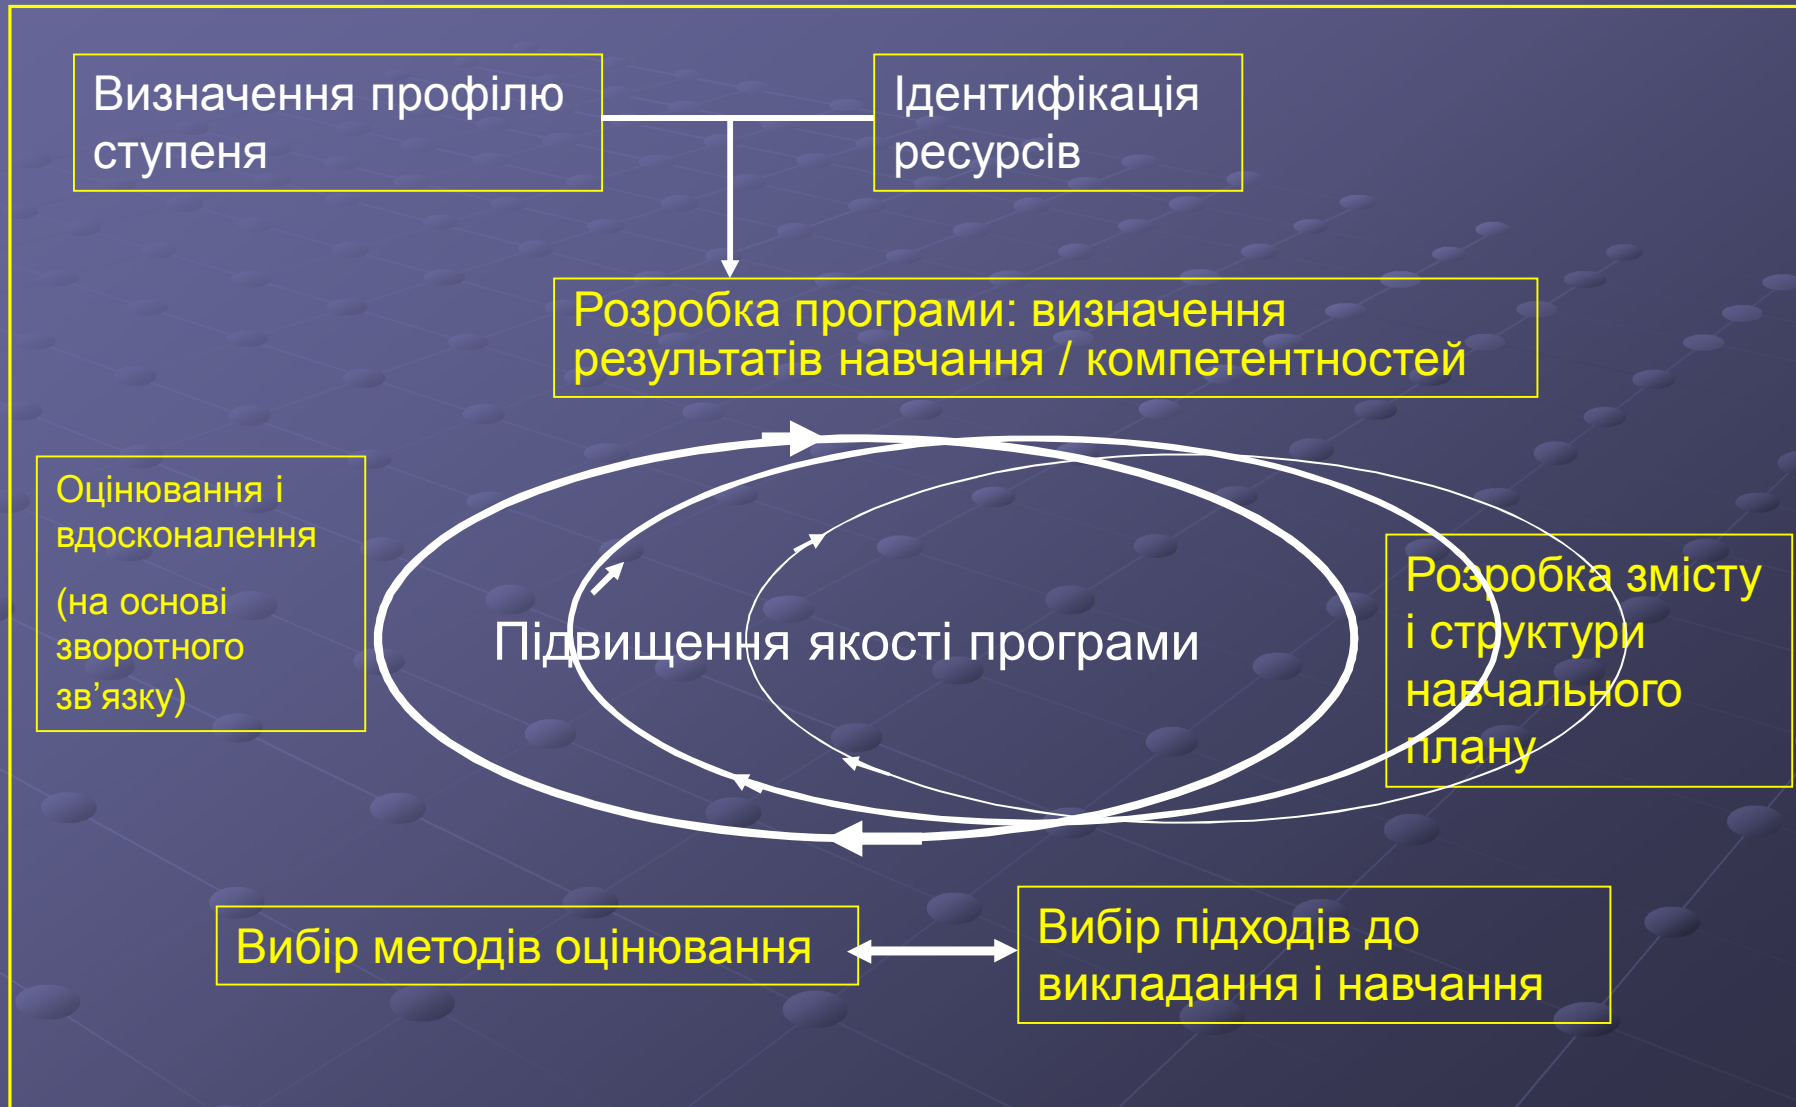 Визначення профілю
ступеня
Ідентифікація
ресурсів
Розробка програми: визначення
результатів навчання / компетентностей
Оцінювання і
вдосконалення
(на основі
зворотного
зв’язку)
Підвищення якості програми
Розробка змісту
і структури
навчального
плану
Вибір методів оцінювання
Вибір підходів до
викладання і навчання